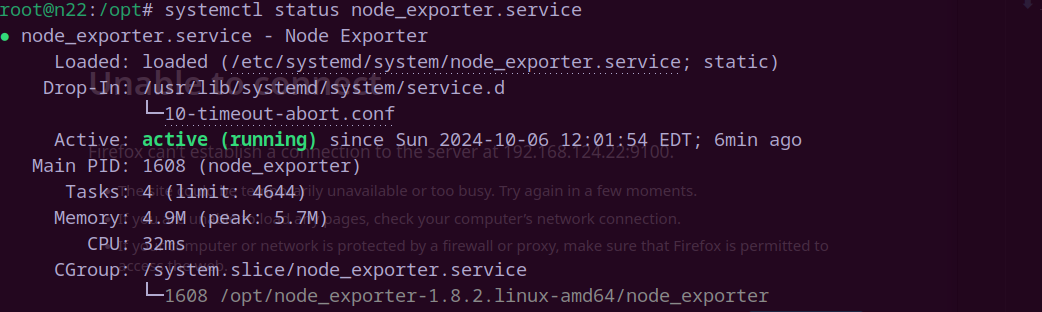 root@n22:/opt# systemctl status node_exporter.service
● node_exporter.service - Node Exporter
Loaded: loaded (/etc/systemd/system/node_exporter.service; static)
Unable to connect
Drop-In: /usr/lib/systemd/system/service.d
└─10-timeout-abort.conf
Active: active (running) since Sun 2024-10-06 12:01:54 EDT; 6min ago
Firefox can't establish a connection to the server at 192.168.124.22:9100.
Main PID: 1608 (node_exporter)
Tasks: 4 (limit: 4644)
The site could be temporarily unavailable or too busy. Try again in a few moments.
Memory: 4.9M (peak: 5.7M)
If you are unable to load any pages, check your computer's network connection.
CPU: 32ms
If your computer or network is protected by a firewall or proxy, make sure that Firefox is permitted to
access the web.
CGroup: /system.slice/node_exporter.service
└─1608 /opt/node_exporter-1.8.2.linux-amd64/node_exporter